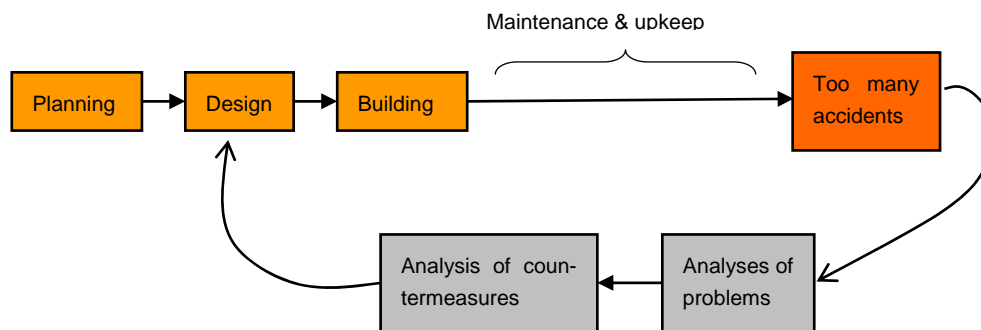 Maintenance & upkeep
Planning
Design
Building
Too many
accidents
Analysis of coun-
termeasures
Analyses of
problems